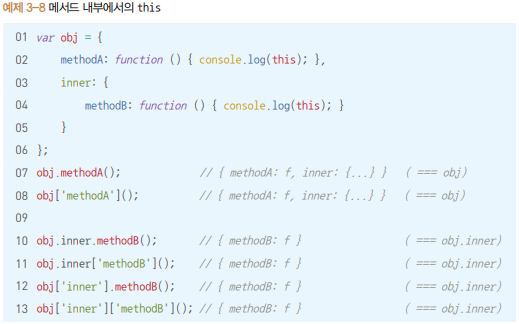 예제 3-8 메서드 내부에서의 this
01 var obj = {
02     methodA: function () { console.log(this); },
03     inner: {
04         methodB: function () { console.log(this); }
05     }
06 };
07 obj.methodA();              // { methodA: f, inner: {...} }   ( === obj)
08 obj['methodA']();           // { methodA: f, inner: {...} }   ( === obj)
09
10 obj.inner.methodB();        // { methodB: f }                 ( === obj.inner)
11 obj.inner['methodB']();     // { methodB: f }                 ( === obj.inner)
12 obj['inner'].methodB();     // { methodB: f }                 ( === obj.inner)
13 obj['inner']['methodB'](); // { methodB: f }                 ( === obj.inner)